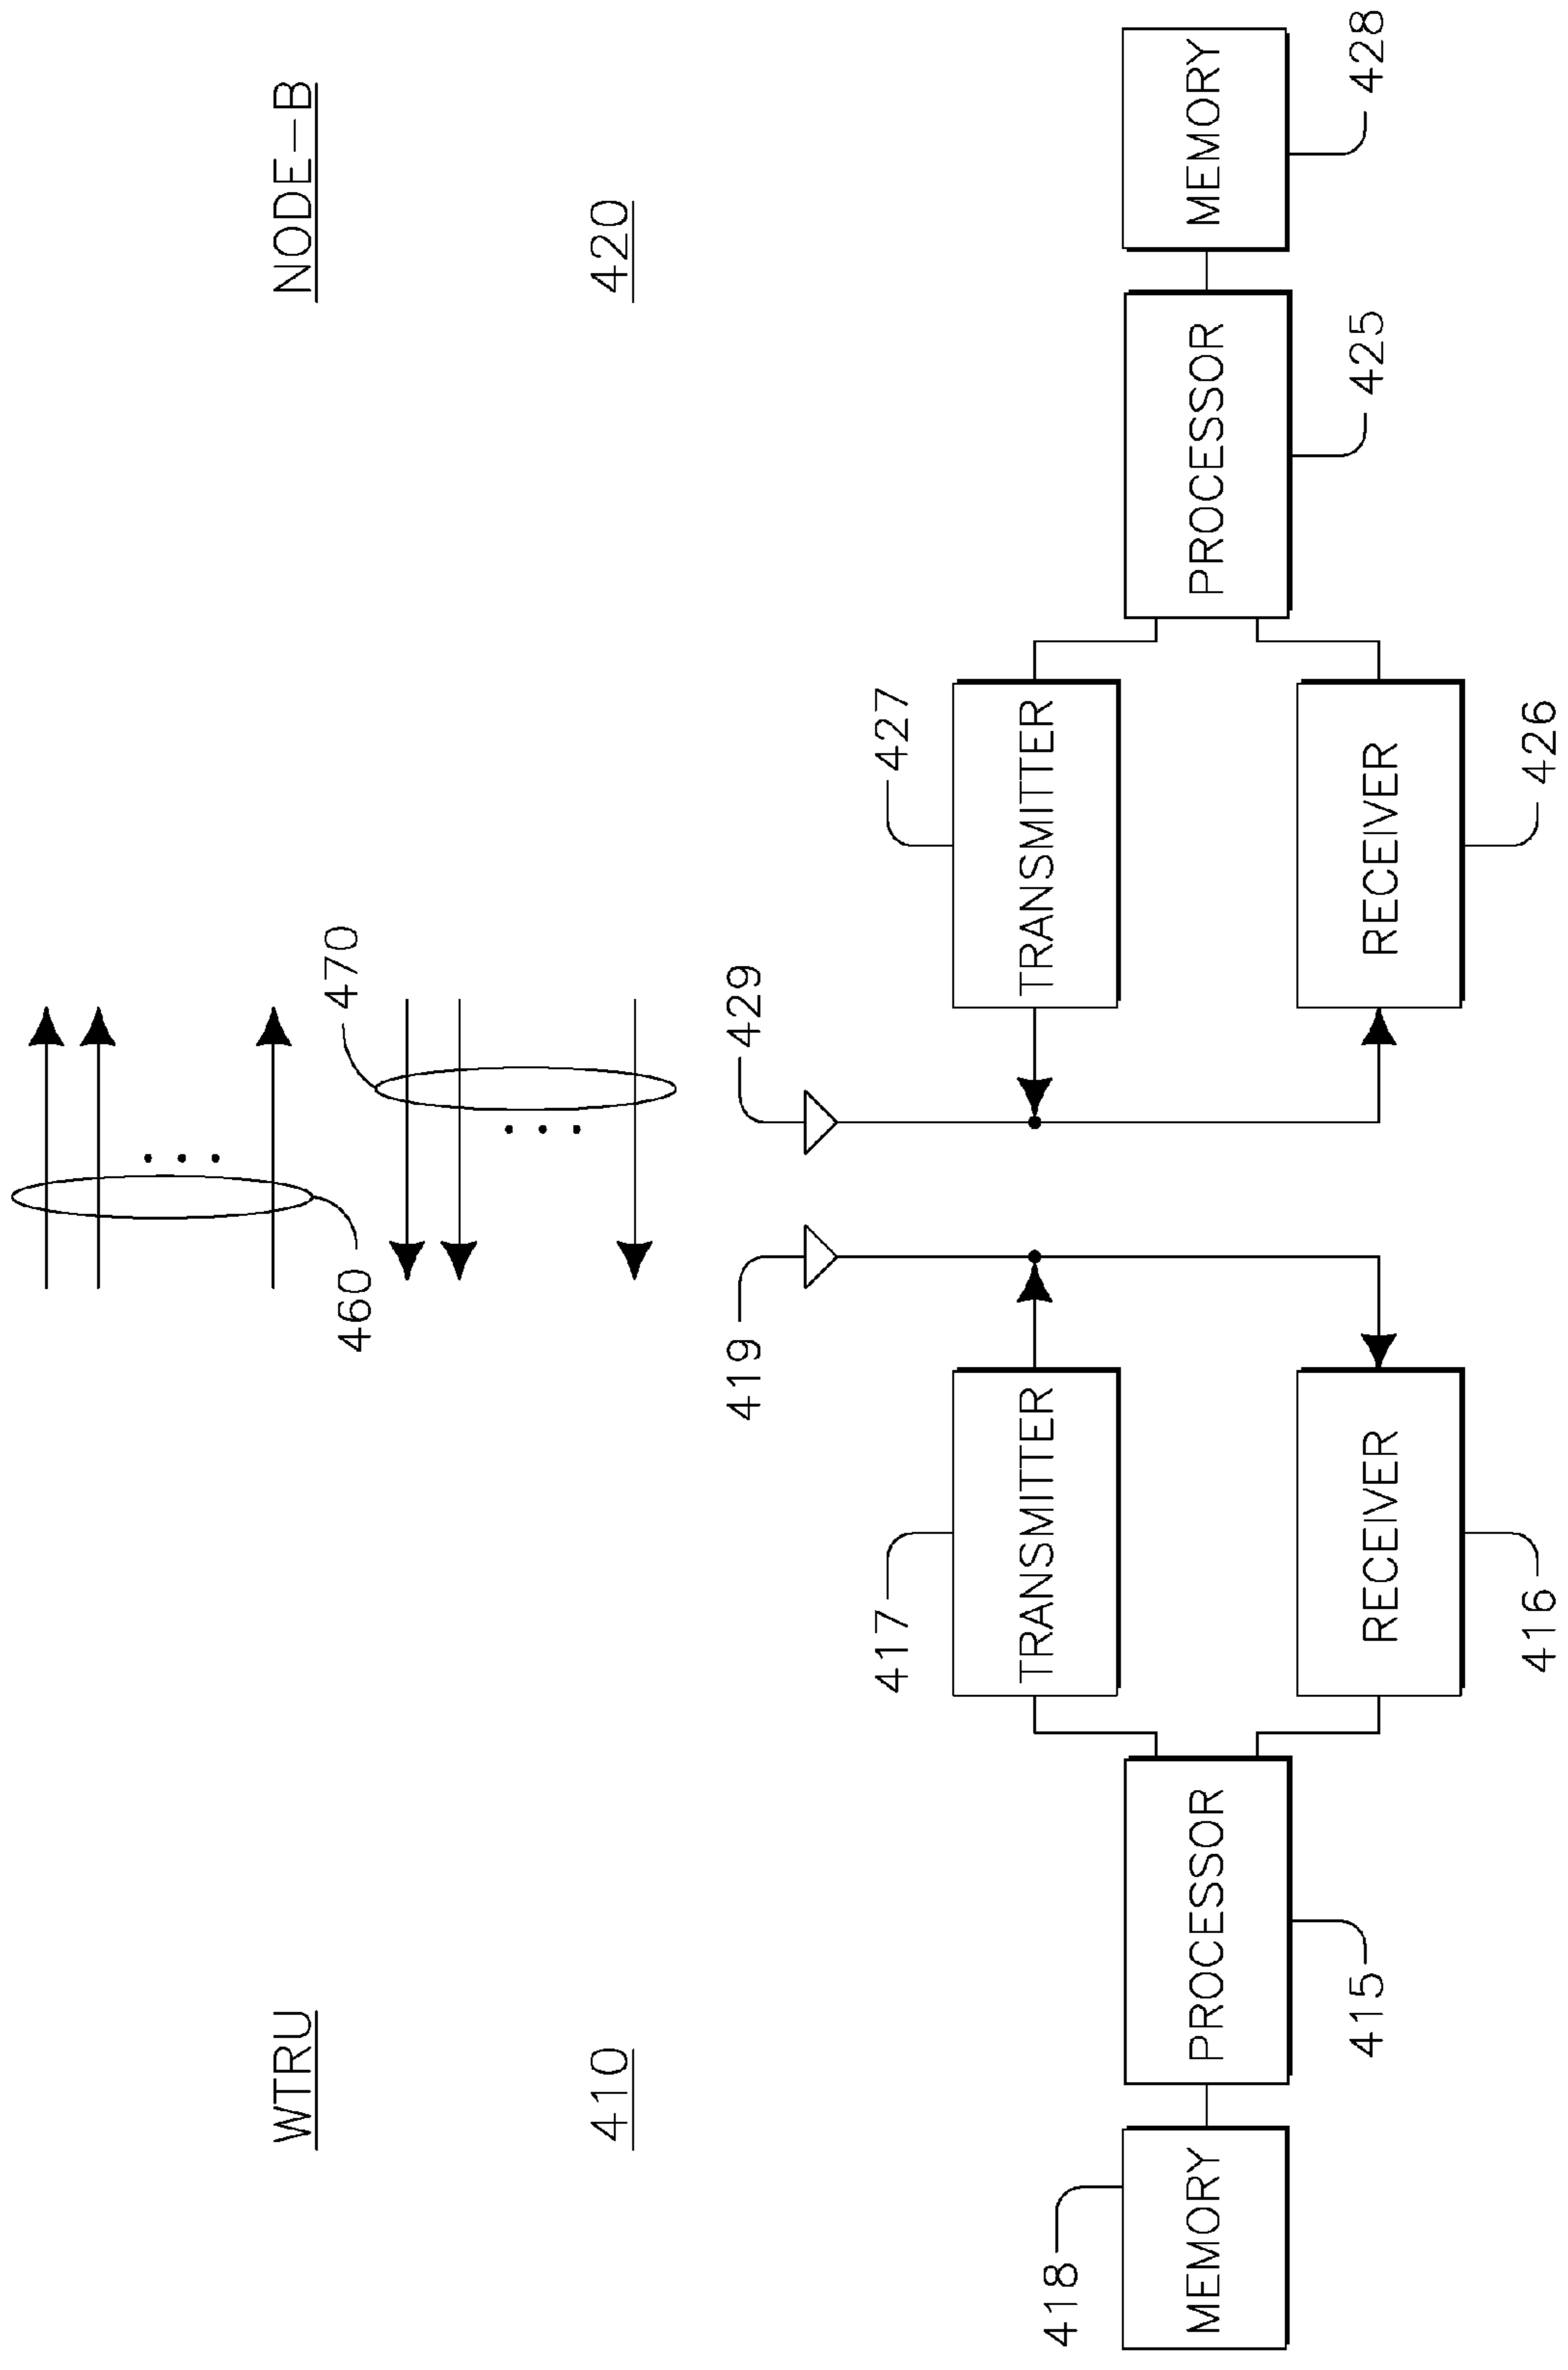 460
470
WTRU
NODE-B
410
420
419
429
417
427
TRANSMITTER
TRANSMITTER
418
MEMORY
PROCESSOR
PROCESSOR
MEMORY
415
425
428
RECEIVER
RECEIVER
416
426